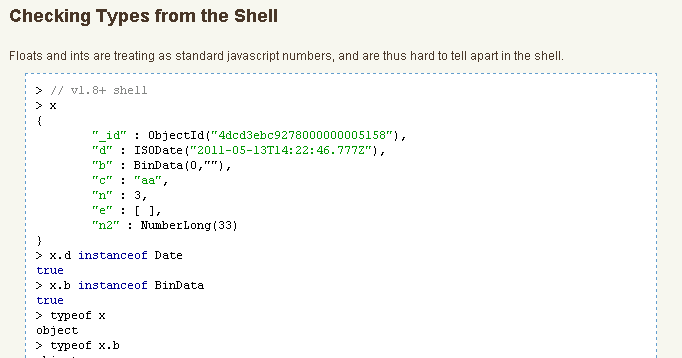 Checking Types from the Shell
Floats and ints are treating as standard javascript numbers, and are thus hard to tell apart in the shell.
> // v1.8+ shell
> x
{
"_id" : ObjectId("4dcd3ebc9278000000005158"),
"d" : ISODate("2011-05-13T14:22:46.777Z"),
"b" : BinData(0,""),
"c" : "aa",
"n" : 3,
"e" : [ ],
"n2" : NumberLong(33)
}
> x.d instanceof Date
true
> x.b instanceof BinData
true
> typeof x
object
> typeof x.b